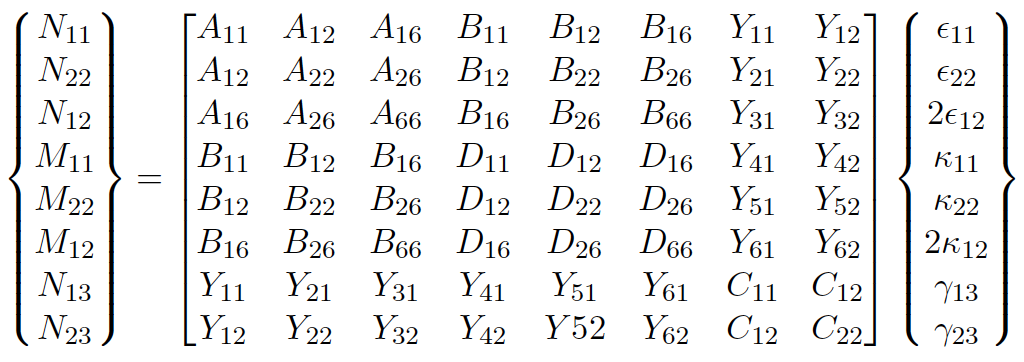 N₁₁ A₁₁ A₁₂ A₁₆ B₁₁ B₁₂ B₁₆ Y₁₁ Y₁₂ ϵ₁₁
N₂₂ A₁₂ A₂₂ A₂₆ B₁₂ B₂₂ B₂₆ Y₂₁ Y₂₂ ϵ₂₂
N₁₂ A₁₆ A₂₆ A₆₆ B₁₆ B₂₆ B₆₆ Y₃₁ Y₃₂ 2ϵ₁₂
M₁₁ = B₁₁ B₁₂ B₁₆ D₁₁ D₁₂ D₁₆ Y₄₁ Y₄₂ κ₁₁
M₂₂ B₁₂ B₂₂ B₂₆ D₁₂ D₂₂ D₂₆ Y₅₁ Y₅₂ κ₂₂
M₁₂ B₁₆ B₂₆ B₆₆ D₁₆ D₂₆ D₆₆ Y₆₁ Y₆₂ 2κ₁₂
N₁₃ Y₁₁ Y₂₁ Y₃₁ Y₄₁ Y₅₁ Y₆₁ C₁₁ C₁₂ γ₁₃
N₂₃ Y₁₂ Y₂₂ Y₃₂ Y₄₂ Y52 Y₆₂ C₁₂ C₂₂ γ₂₃